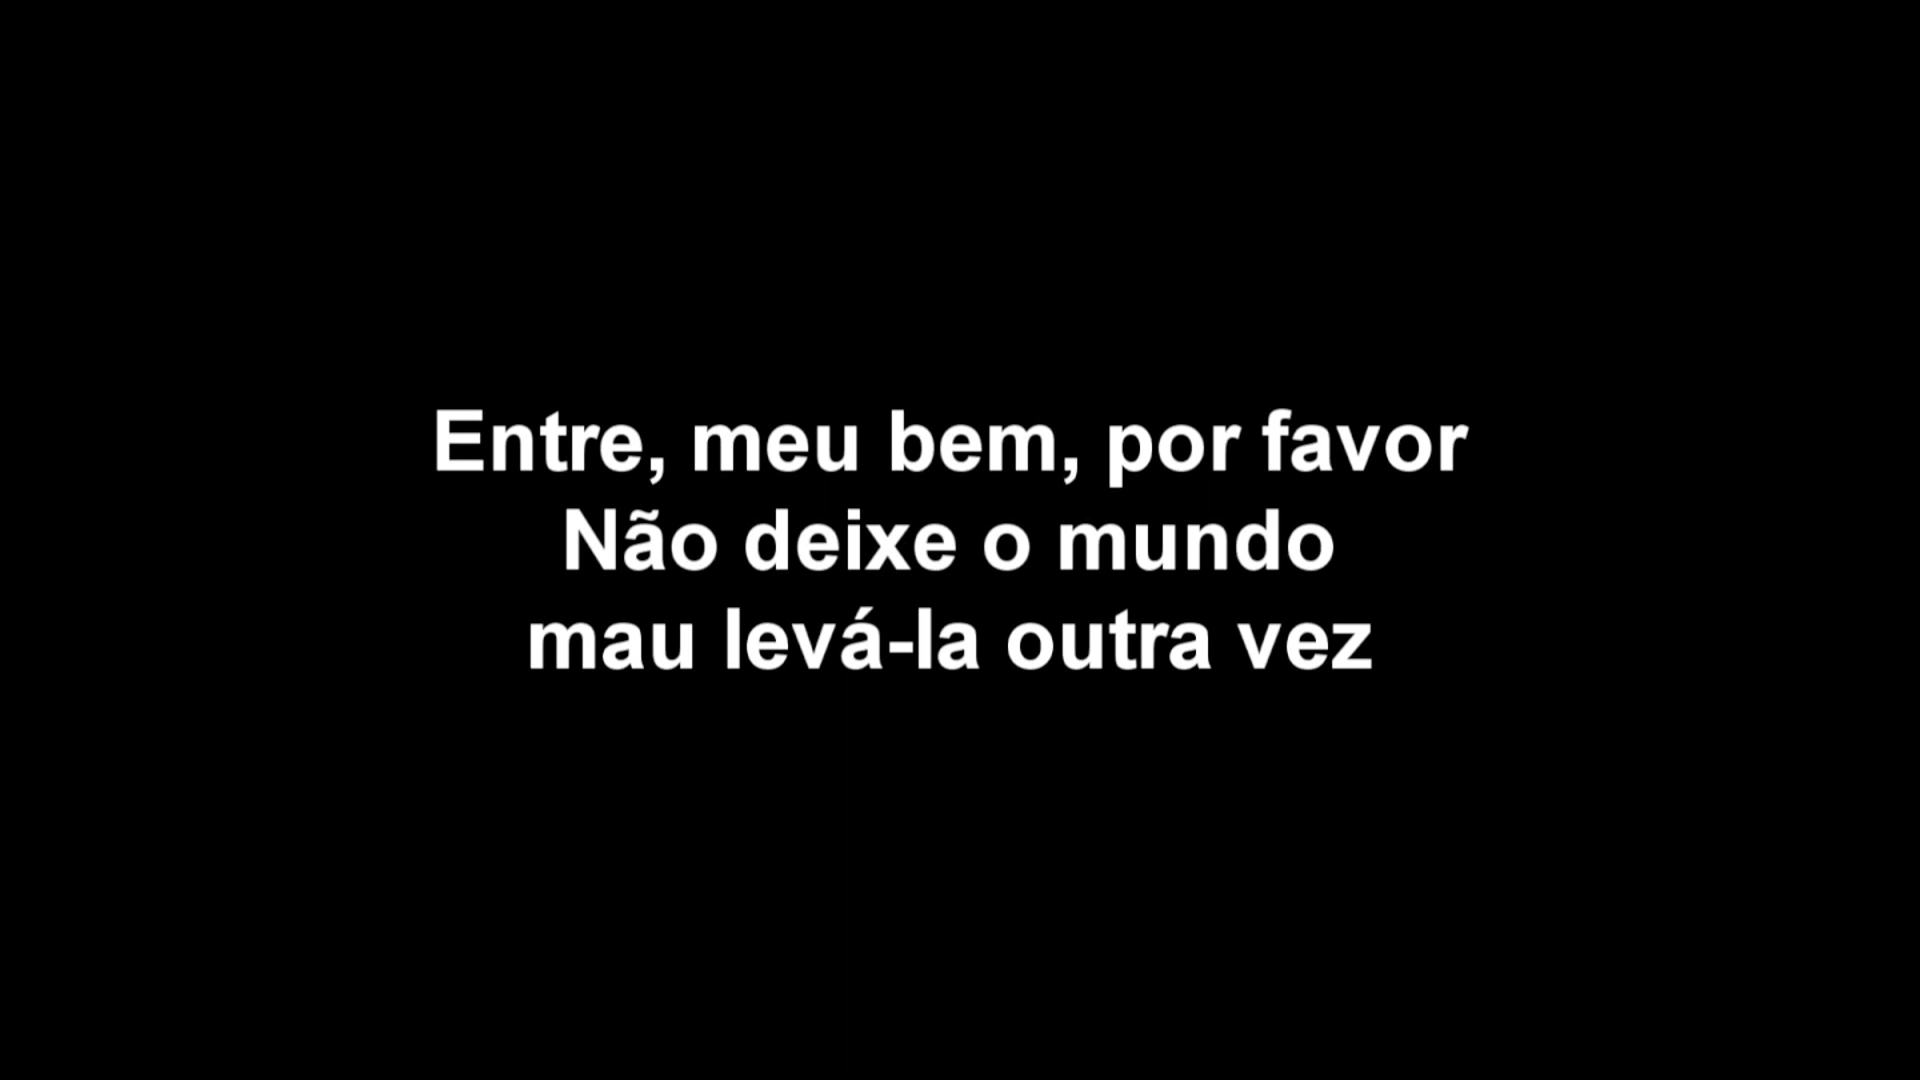 Entre, meu bem, por favor
Não deixe o mundo
mau levá-la outra vez